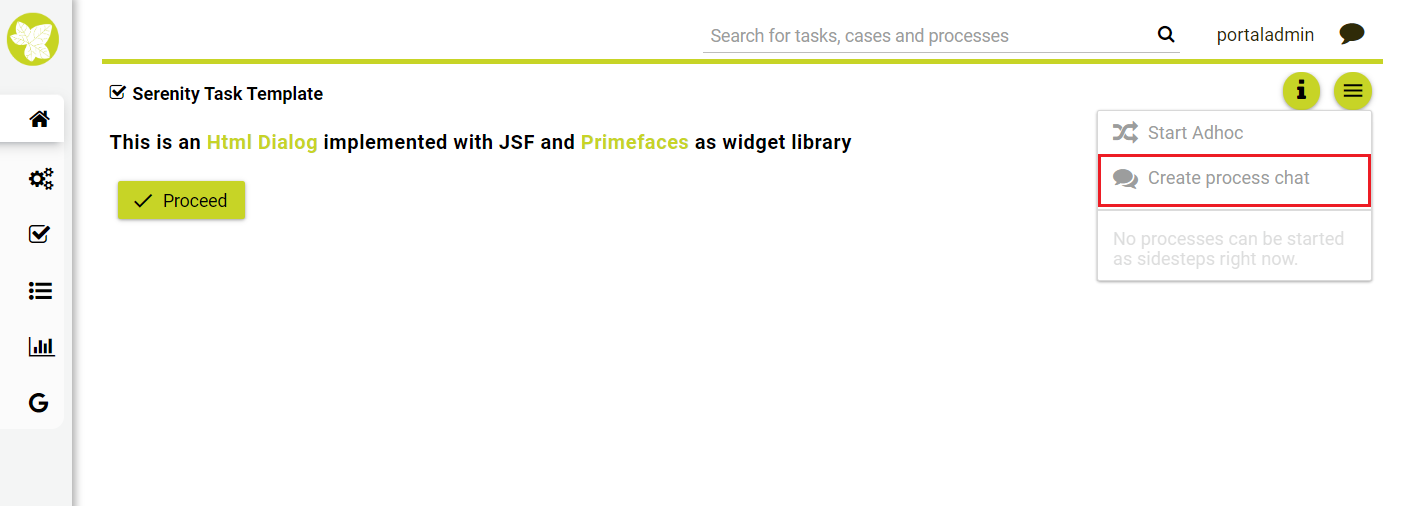 Search for tasks, cases and processes
portaladmin
Serenity Task Template
This is an Html Dialog implemented with JSF and Primefaces as widget library
Proceed
Start Adhoc
Create process chat
No processes can be started
as sidesteps right now.